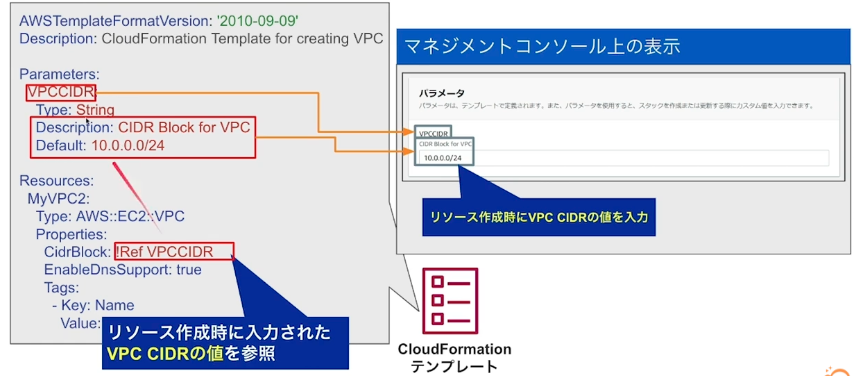 AWSTemplateFormatVersion: '2010-09-09'
Description: CloudFormation Template for creating VPC
Parameters:
VPCCIDR:
Type: String
Description: CIDR Block for VPC
Default: 10.0.0.0/24
Resources:
MyVPC2:
Type: AWS::EC2::VPC
Properties:
CidrBlock: !Ref VPCCIDR
EnableDnsSupport: true
Tags:
- Key: Name
Value:
リソース作成時に入力された
VPC CIDRの値を参照
マネジメントコンソール上の表示
パラメータ
パラメータは、テンプレートで定義されます。また、パラメータを使用すると、スタックを作成または更新する際にカスタム値を入力できます。
VPCCIDR
CIDR Block for VPC
10.0.0.0/24
リソース作成時にVPC CIDRの値を入力
CloudFormation
テンプレート